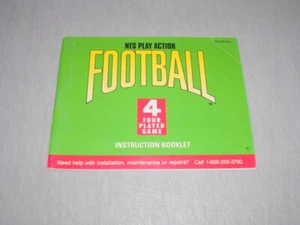 NES PLAY ACTION
FOOTBALL
4
FOUR
PLAYER
GAME
INSTRUCTION BOOKLET
Need help with installation, maintenance or repairs? Call 1-800-255-3700.